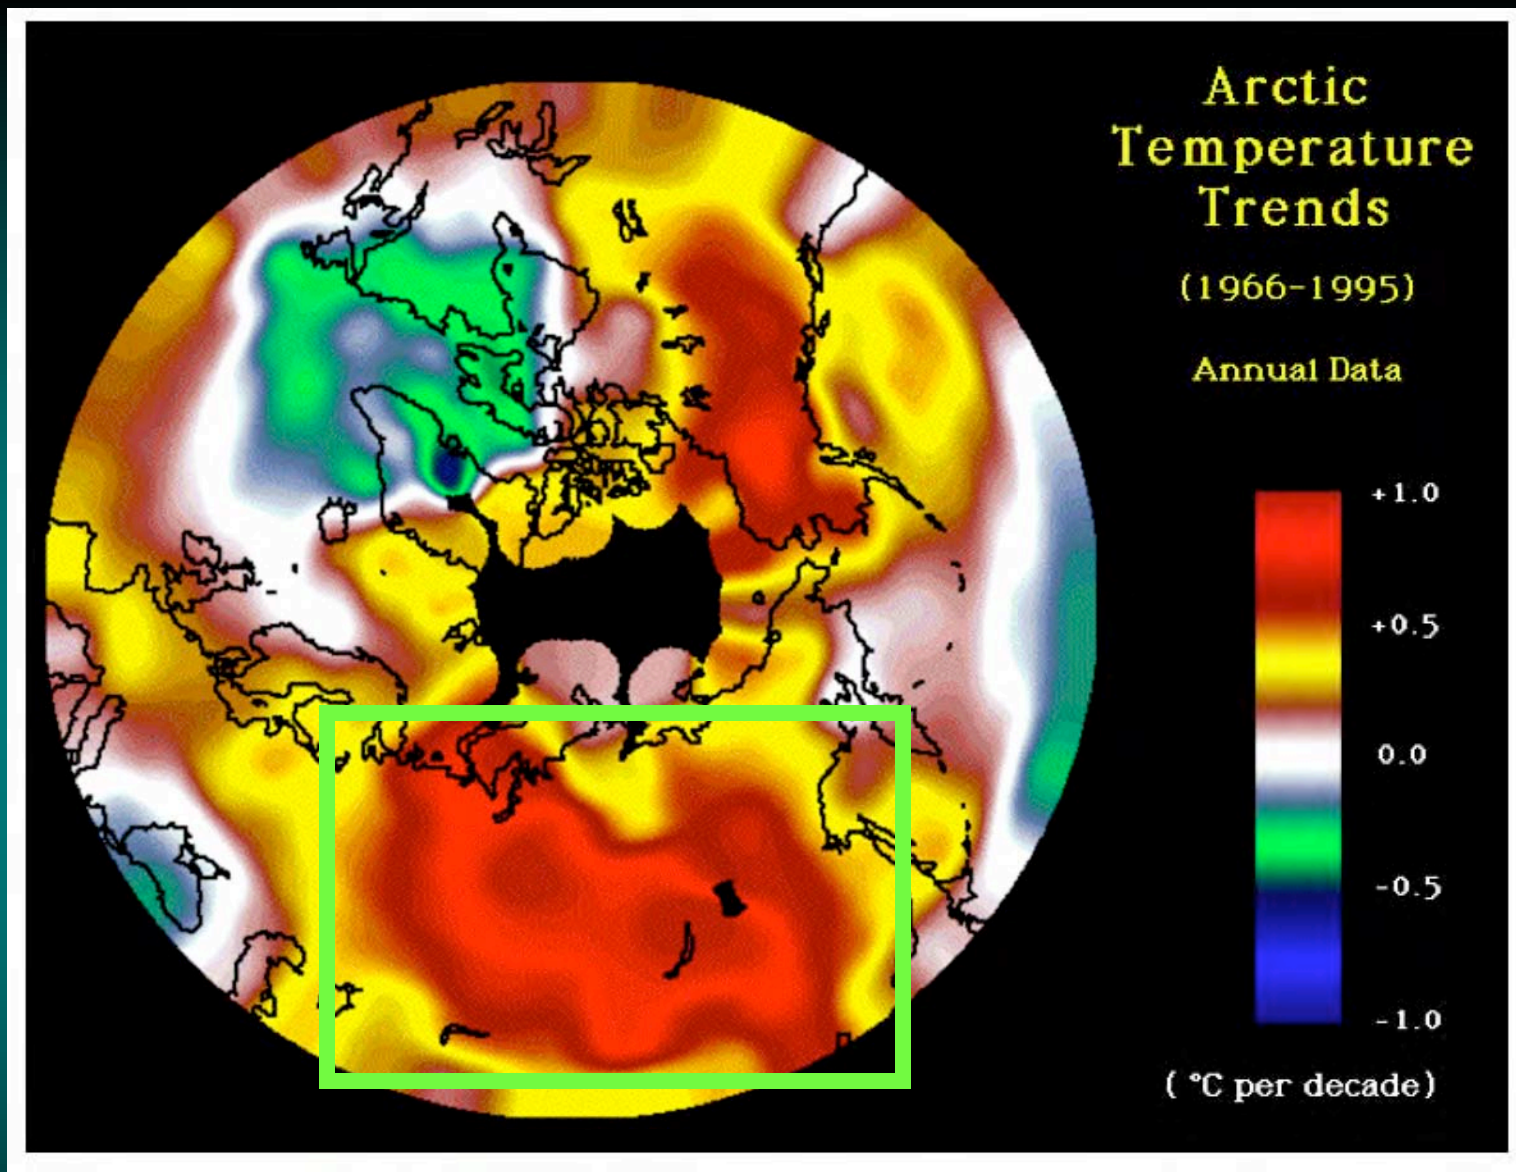 Arctic
Temperature
Trends
(1966-1995)
Annual Data
+1.0
+0.5
0.0
-0.5
-1.0
( °C per decade)